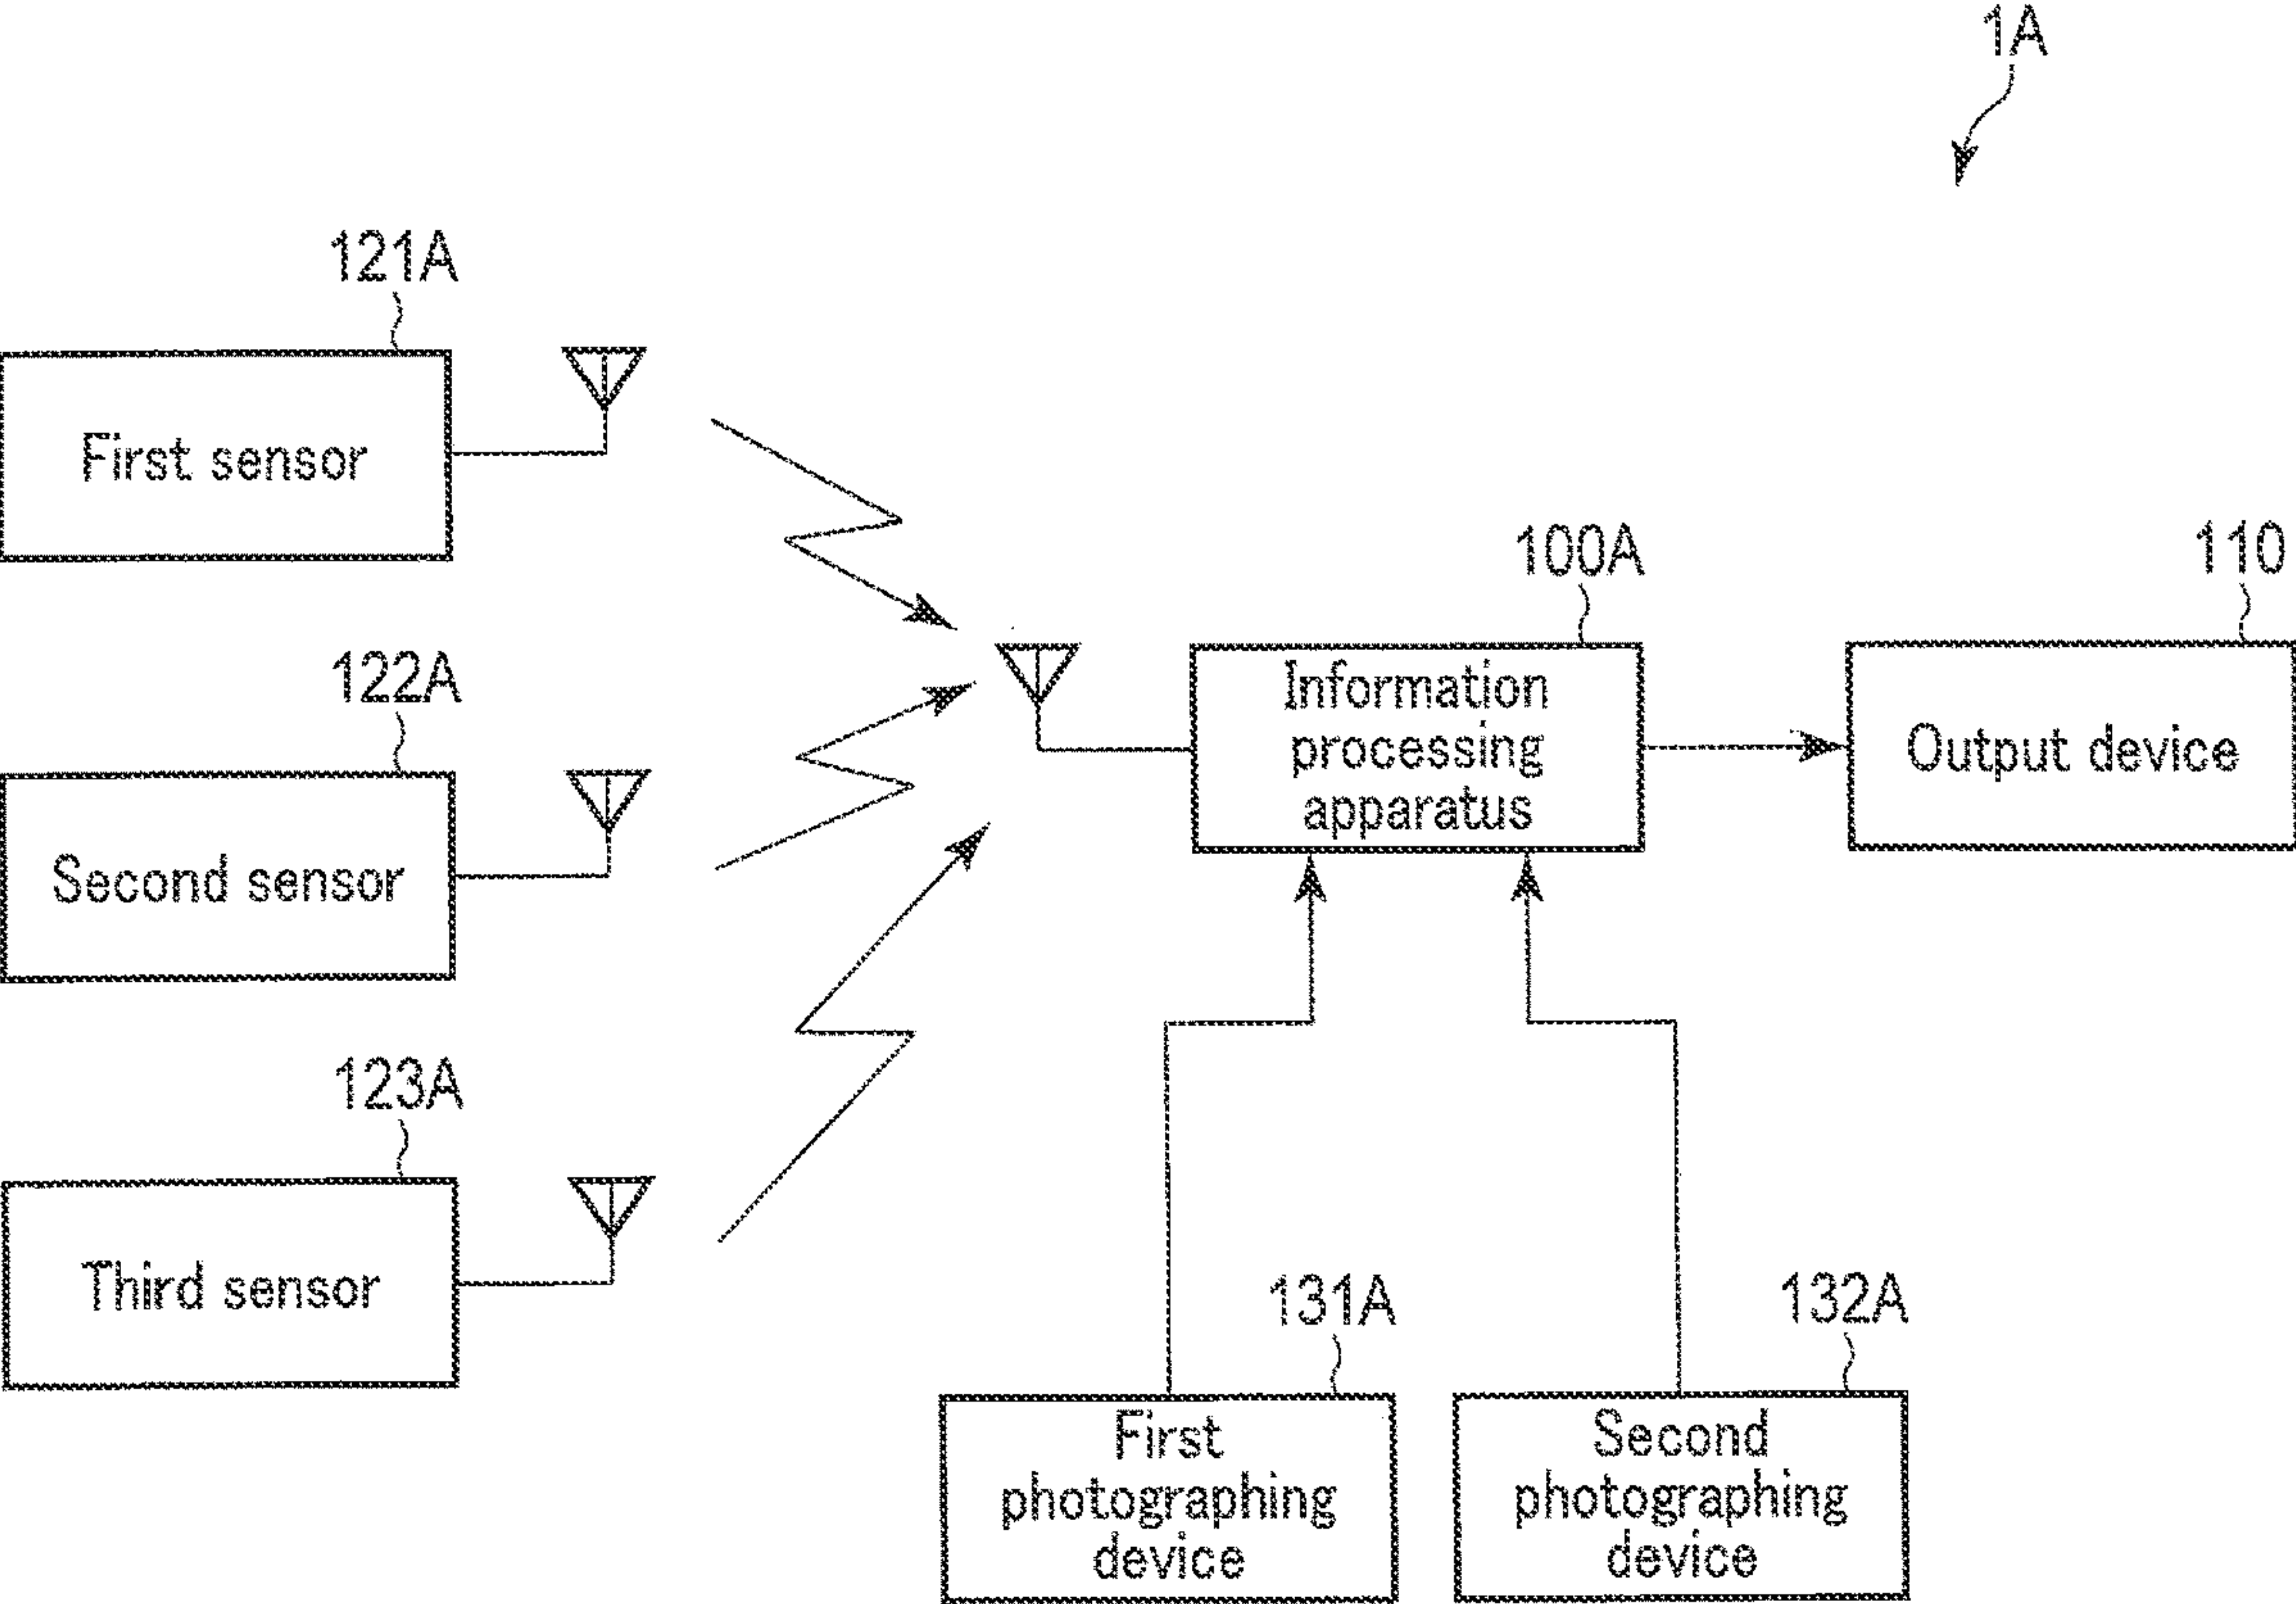 1A
121A
First sensor
122A
Second sensor
123A
Third sensor
100A
Information
processing
apparatus
110
Output device
131A
First
photographing
device
132A
Second
photographing
device